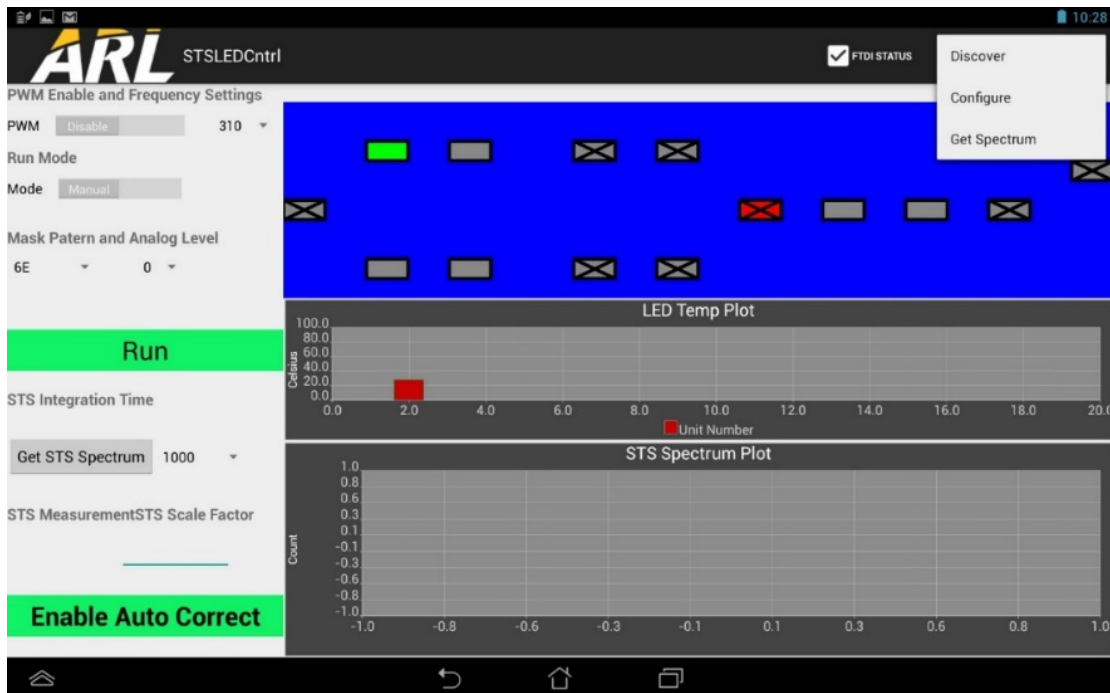 10:28
ARL STSLEDCntrl
FTDI STATUS
Discover
Configure
Get Spectrum
PWM Enable and Frequency Settings
PWM Disable 310
Run Mode
Mode Manual
Mask Patern and Analog Level
6E 0
Run
STS Integration Time
Get STS Spectrum 1000
STS MeasurementSTS Scale Factor
Enable Auto Correct
LED Temp Plot
Celsius
100.0
80.0
60.0
40.0
20.0
0.0
0.0 2.0 4.0 6.0 8.0 10.0 12.0 14.0 16.0 18.0 20.0
Unit Number
STS Spectrum Plot
Count
1.0
0.8
0.6
0.3
0.1
-0.1
-0.3
-0.6
-0.8
-1.0
-1.0 -0.8 -0.6 -0.3 -0.1 0.1 0.3 0.6 0.8 1.0